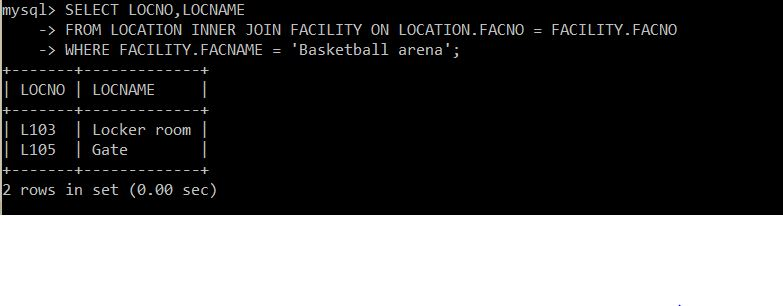 mysql> SELECT LOCNO,LOCNAME
    -> FROM LOCATION INNER JOIN FACILITY ON LOCATION.FACNO = FACILITY.FACNO
    -> WHERE FACILITY.FACNAME = 'Basketball arena';
+-------+-------------+
| LOCNO | LOCNAME     |
+-------+-------------+
| L103  | Locker room |
| L105  | Gate        |
+-------+-------------+
2 rows in set (0.00 sec)